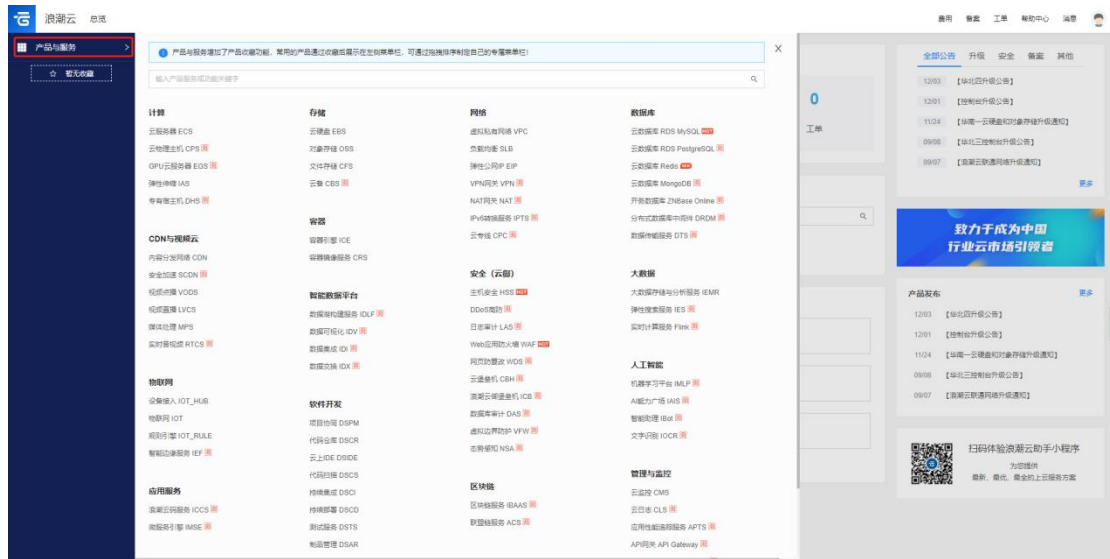 浪潮云 总览
费用 备案 工单 帮助中心 消息
产品与服务
暂无收藏
产品与服务增加了产品收藏功能，常用的产品通过收藏后展示在左侧菜单栏，可通过拖拽排序制定自己的专属菜单栏！
输入产品服务或功能关键字
计算
云服务器 ECS
云物理主机 CPS
GPU云服务器 EGS
弹性伸缩 IAS
专有宿主机 DHS
CDN与视频云
内容分发网络 CDN
安全加速 SCDN
视频点播 VODS
视频直播 LVCS
媒体处理 MPS
实时音视频 RTCS
物联网
设备接入 IOT_HUB
物联网 IOT
规则引擎 IOT_RULE
智能边缘服务 IEF
应用服务
浪潮云码服务 ICCS
微服务引擎 IMSE
存储
云硬盘 EBS
对象存储 OSS
文件存储 CFS
云备 CBS
容器
容器引擎 ICE
容器镜像服务 CRS
智能数据平台
数据湖构建服务 IDLF
数据可视化 IDV
数据集成 IDI
数据交换 IDX
软件开发
项目协同 DSPM
代码仓库 DSCR
云上IDE DSIDE
代码扫描 DSCS
持续集成 DSCI
持续部署 DSCD
测试服务 DSTS
制品管理 DSAR
网络
虚拟私有网络 VPC
负载均衡 SLB
弹性公网IP EIP
VPN网关 VPN
NAT网关 NAT
IPv6转换服务 IPTS
云专线 CPC
安全（云御）
主机安全 HSS HOT
DDoS高防
日志审计 LAS
Web应用防火墙 WAF HOT
网页防篡改 WDS
云堡垒机 CBH
浪潮云御堡垒机 ICB
数据库审计 DAS
虚拟边界防护 VFW
态势感知 NSA
区块链
区块链服务 IBAAS
联盟链服务 ACS
数据库
云数据库 RDS MySQL HOT
云数据库 RDS PostgreSQL
云数据库 Redis
云数据库 MongoDB
开务数据库 ZNBase Online
分布式数据库中间件 DRDM
数据传输服务 DTS
大数据
大数据存储与分析服务 IEMR
弹性搜索服务 IES
实时计算服务 Flink
人工智能
机器学习平台 IMLP
AI能力广场 IAIS
智能助理 IBot
文字识别 IOCR
管理与监控
云监控 CMS
云日志 CLS
应用性能追踪服务 APTS
API网关 API Gateway
0
工单
全部公告 升级 安全 备案 其他
12/03 【华北四升级公告】
12/01 【控制台升级公告】
11/24 【华南一云硬盘和对象存储升级通知】
09/08 【华北三控制台升级公告】
09/07 【浪潮云联通网络升级通知】
更多
致力于成为中国
行业云市场引领者
产品发布 更多
12/03 【华北四升级公告】
12/01 【控制台升级公告】
11/24 【华南一云硬盘和对象存储升级通知】
09/08 【华北三控制台升级公告】
09/07 【浪潮云联通网络升级通知】
扫码体验浪潮云助手小程序
为您提供
最新、最优、最全的上云服务方案